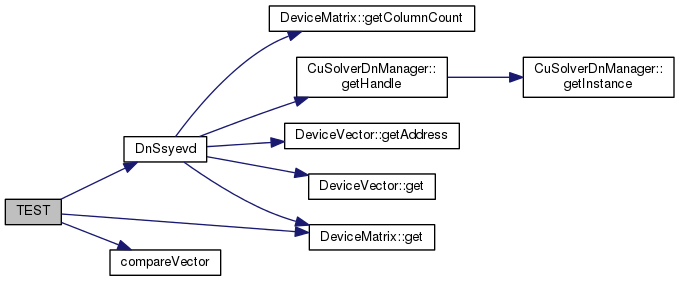 DeviceMatrix::getColumnCount
CuSolverDnManager::
getHandle
CuSolverDnManager::
getInstance
DeviceVector::getAddress
DnSsyevd
DeviceVector::get
TEST
DeviceMatrix::get
compareVector